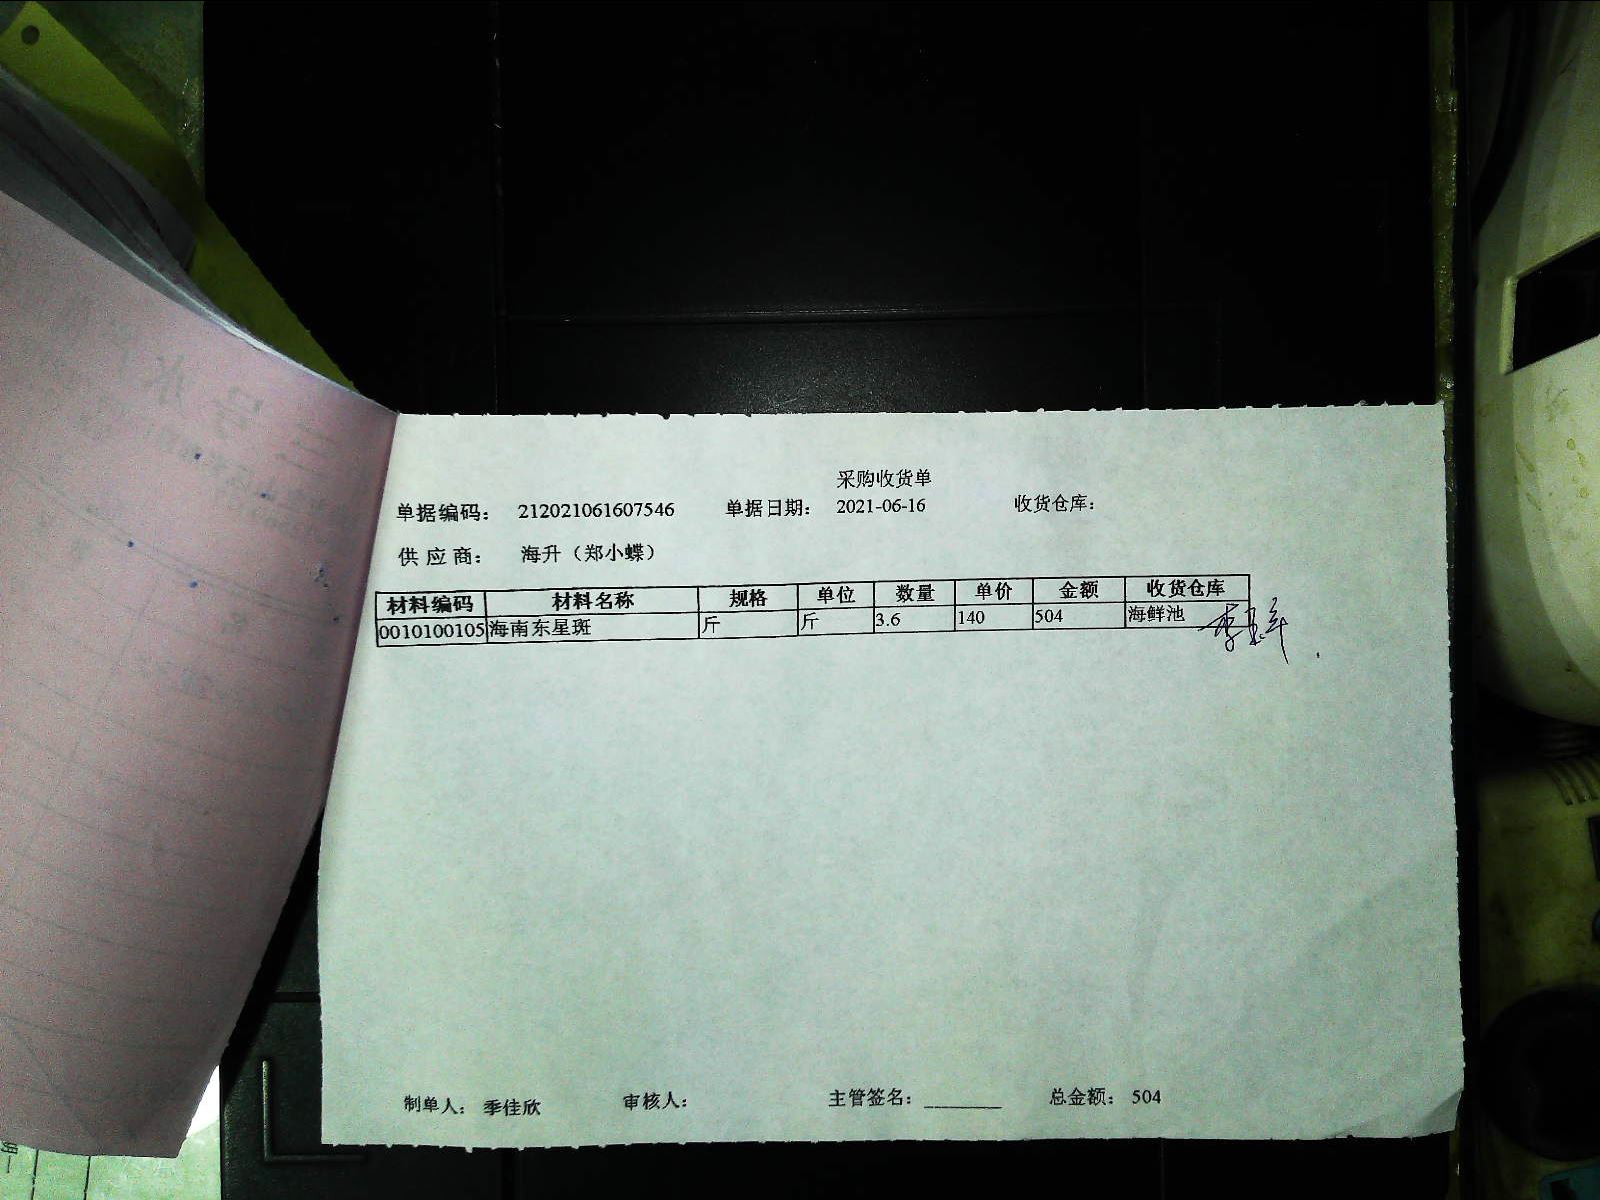 采购收货单
单据编码： 212021061607546 单据日期： 2021-06-16 收货仓库：
供 应 商： 海升（郑小蝶）
材料编码 材料名称 规格 单位 数量 单价 金额 收货仓库
0010100105 海南东星斑 斤 斤 3.6 140 504 海鲜池
制单人： 季佳欣 审核人： 主管签名： ________ 总金额： 504